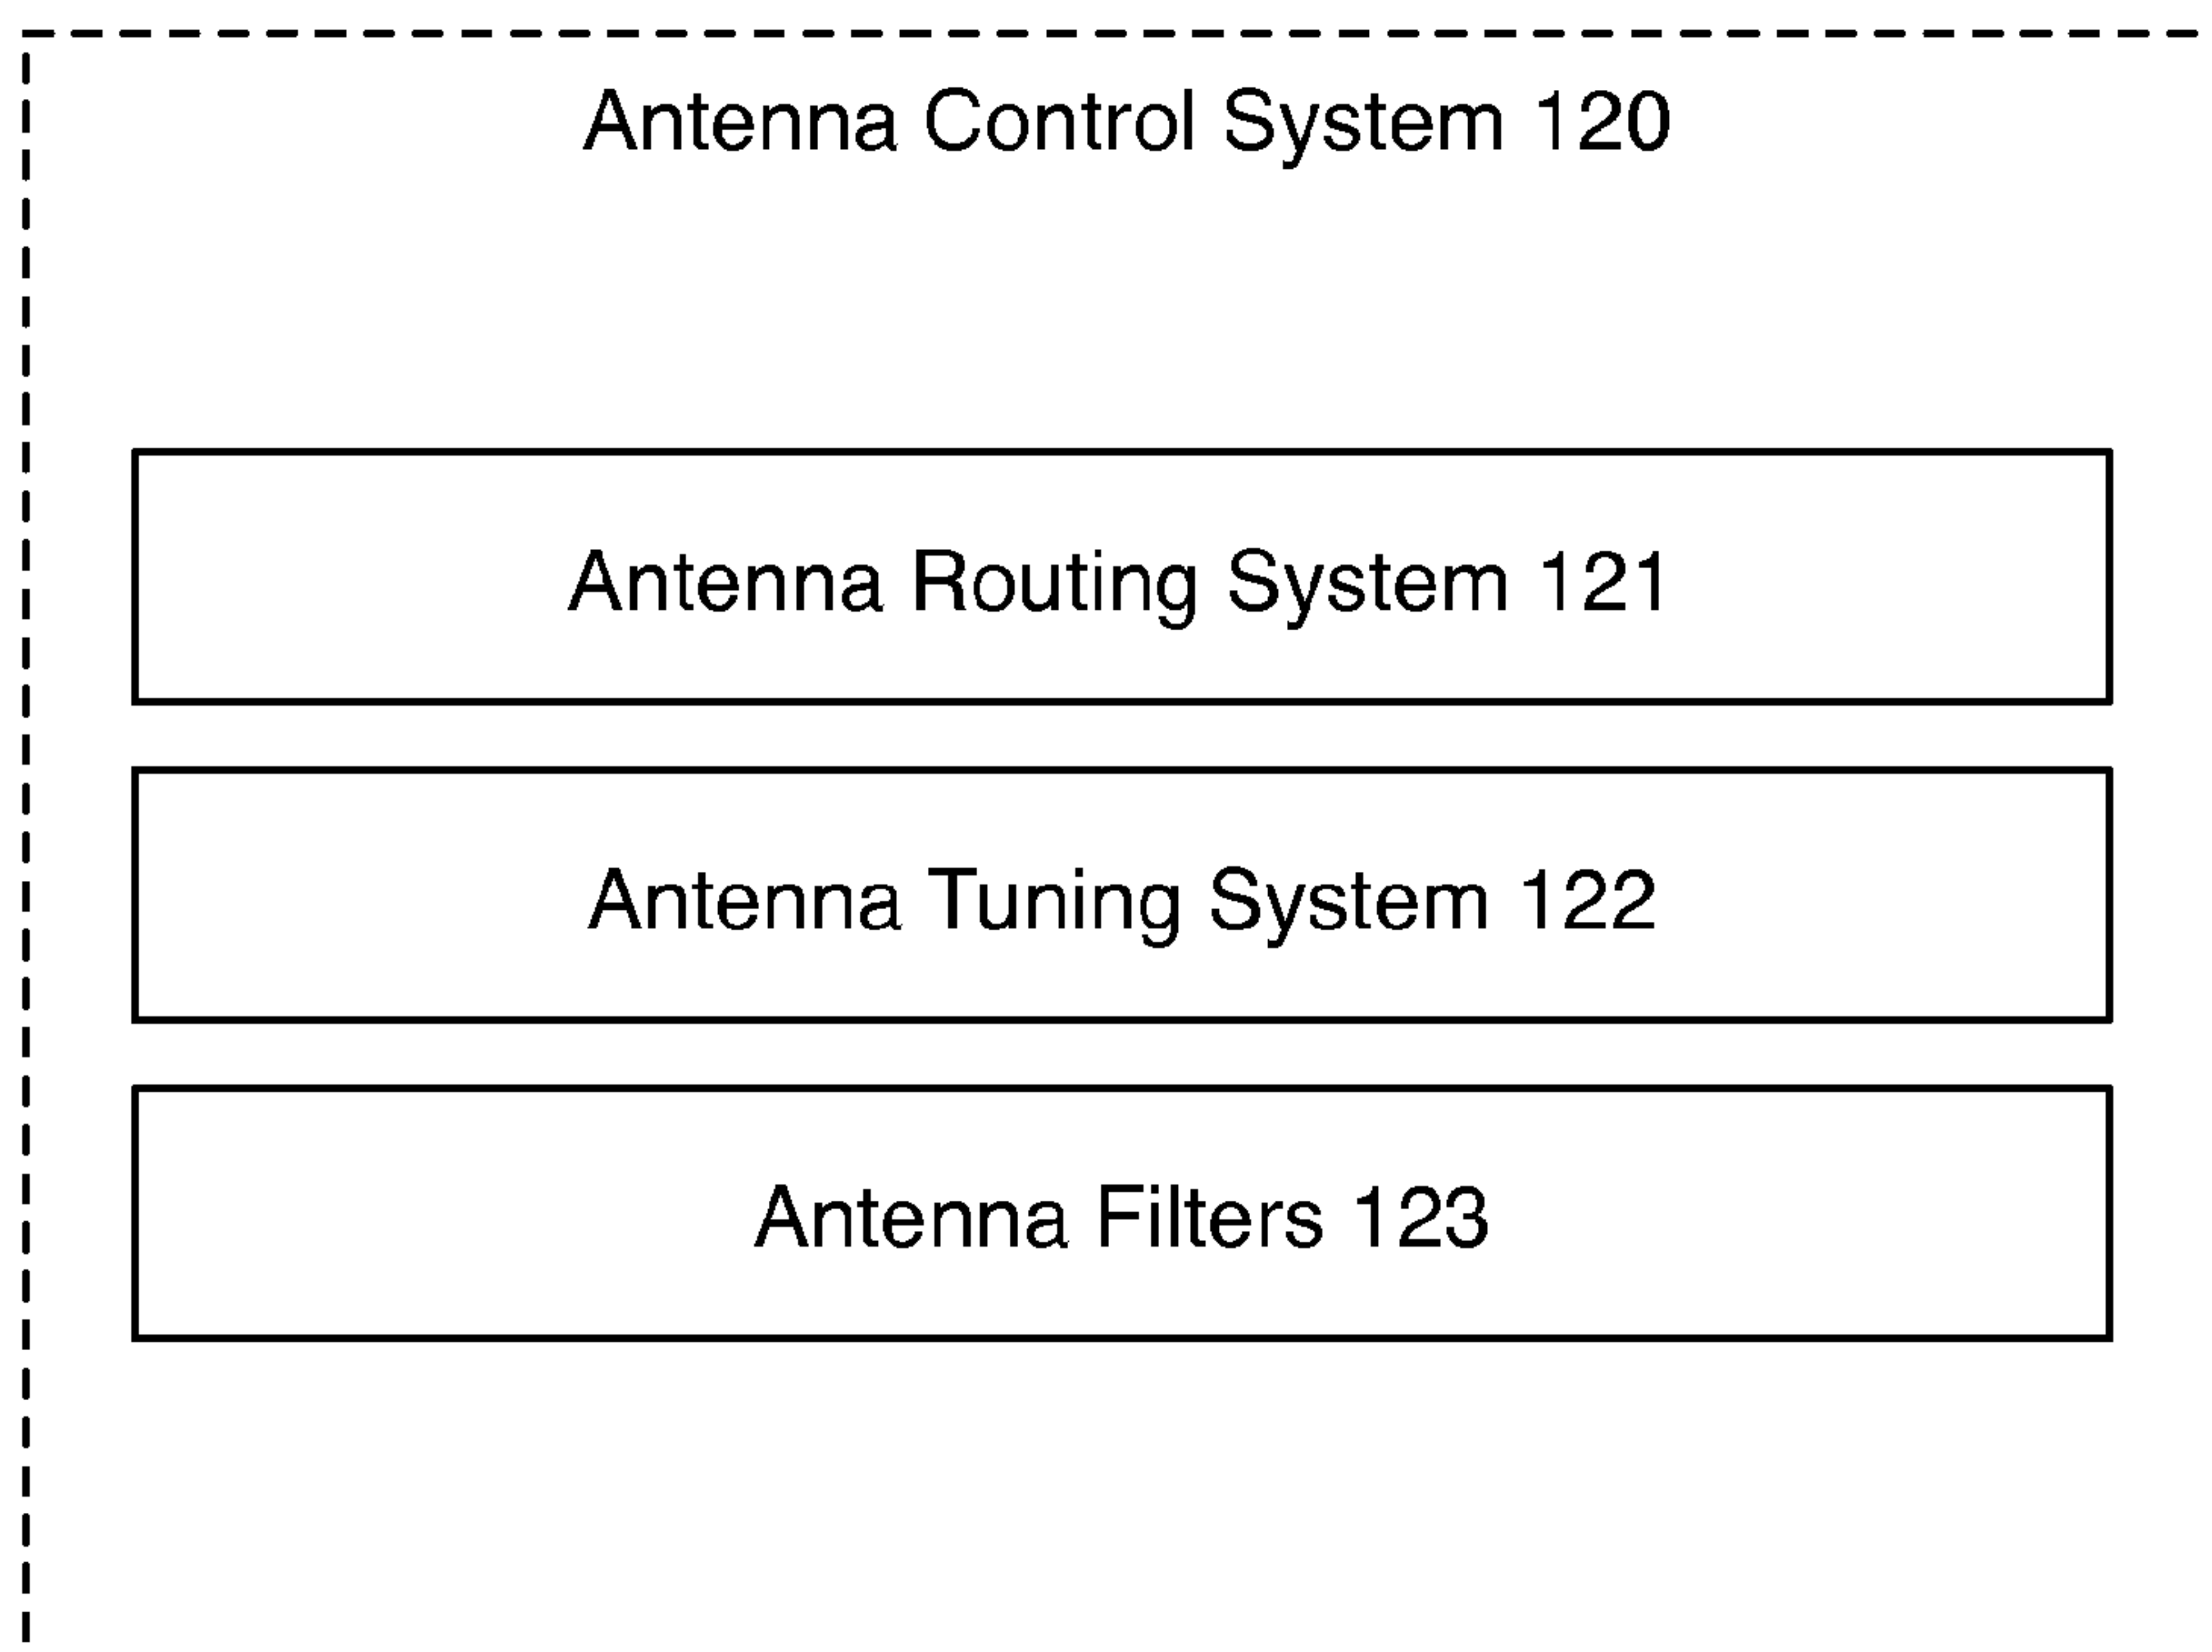 Antenna Control System 120
Antenna Routing System 121
Antenna Tuning System 122
Antenna Filters 123